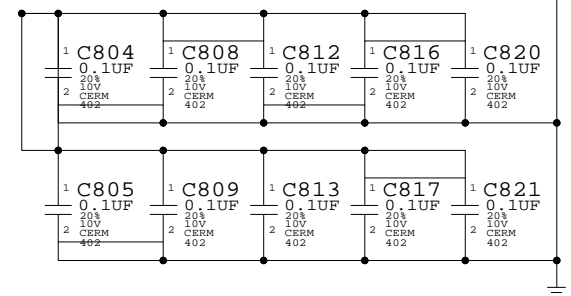 1 C804
0.1UF
20%
10V
2 CERM
402
1 C808
0.1UF
20%
10V
2 CERM
402
1 C812
0.1UF
20%
10V
2 CERM
402
1 C816
0.1UF
20%
10V
2 CERM
402
1 C820
0.1UF
20%
10V
2 CERM
402
1 C805
0.1UF
20%
10V
2 CERM
402
1 C809
0.1UF
20%
10V
2 CERM
402
1 C813
0.1UF
20%
10V
2 CERM
402
1 C817
0.1UF
20%
10V
2 CERM
402
1 C821
0.1UF
20%
10V
2 CERM
402